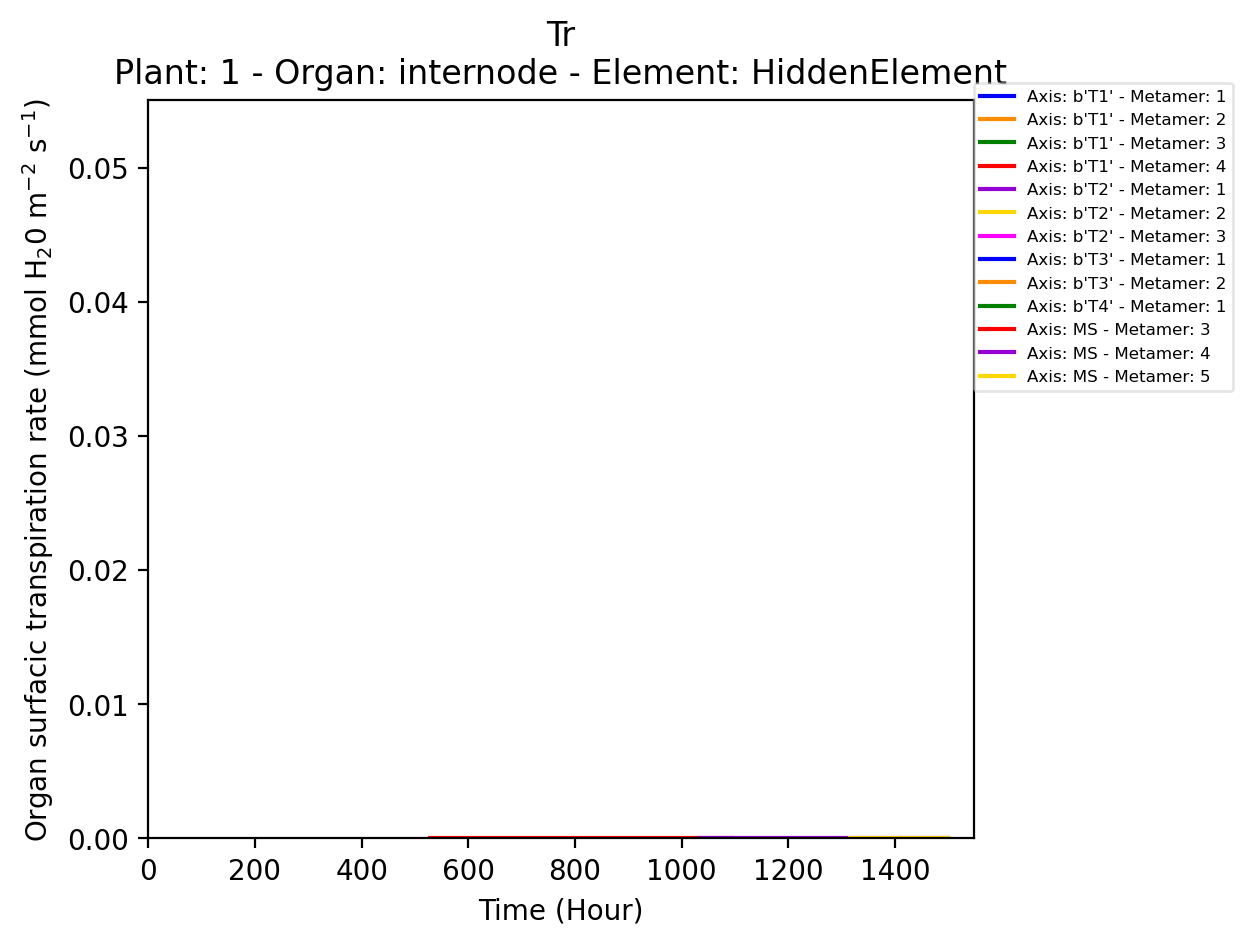 Tr
Plant: 1 - Organ: internode - Element: HiddenElement
Organ surfacic transpiration rate (mmol H₂0 m⁻² s⁻¹)
0.05
0.04
0.03
0.02
0.01
0.00
0 200 400 600 800 1000 1200 1400
Time (Hour)
Axis: b'T1' - Metamer: 1
Axis: b'T1' - Metamer: 2
Axis: b'T1' - Metamer: 3
Axis: b'T1' - Metamer: 4
Axis: b'T2' - Metamer: 1
Axis: b'T2' - Metamer: 2
Axis: b'T2' - Metamer: 3
Axis: b'T3' - Metamer: 1
Axis: b'T3' - Metamer: 2
Axis: b'T4' - Metamer: 1
Axis: MS - Metamer: 3
Axis: MS - Metamer: 4
Axis: MS - Metamer: 5